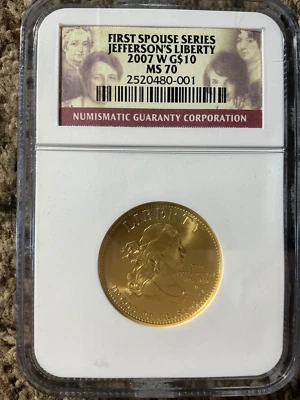 FIRST SPOUSE SERIES
JEFFERSON'S LIBERTY
2007 W G$10
MS 70
2520480-001
NUMISMATIC GUARANTY CORPORATION
LIBERTY